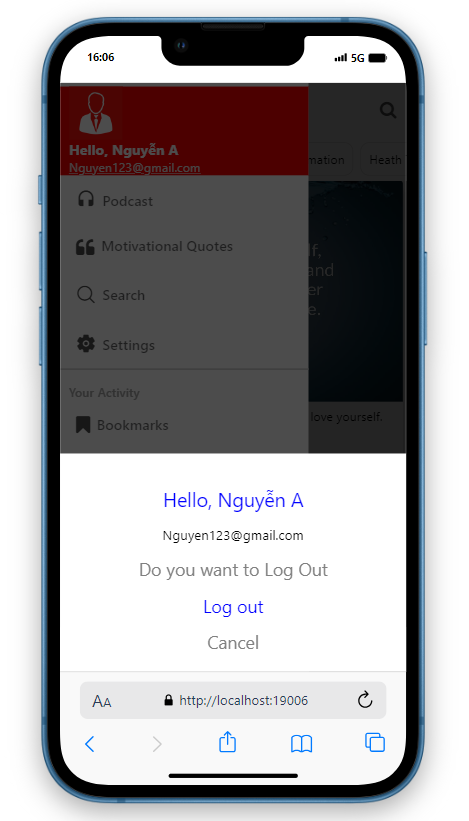 16:06
5G
Hello, Nguyễn A
Nguyen123@gmail.com
Podcast
Motivational Quotes
Search
Settings
Your Activity
Bookmarks
Heath
and
love yourself.
Hello, Nguyễn A
Nguyen123@gmail.com
Do you want to Log Out
Log out
Cancel
AA
http://localhost:19006